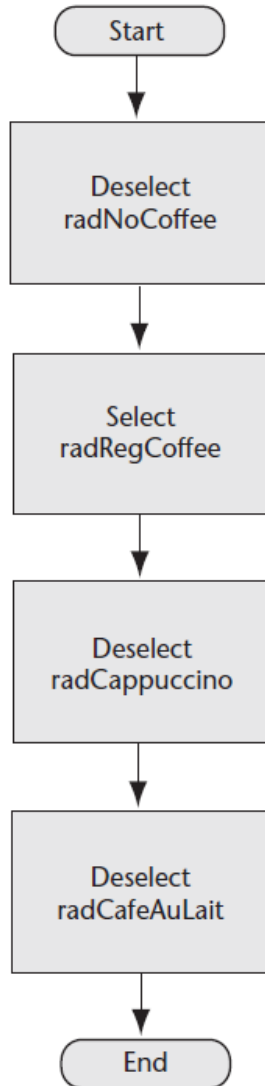 Start
Deselect
radNoCoffee
Select
radRegCoffee
Deselect
radCappuccino
Deselect
radCafeAuLait
End